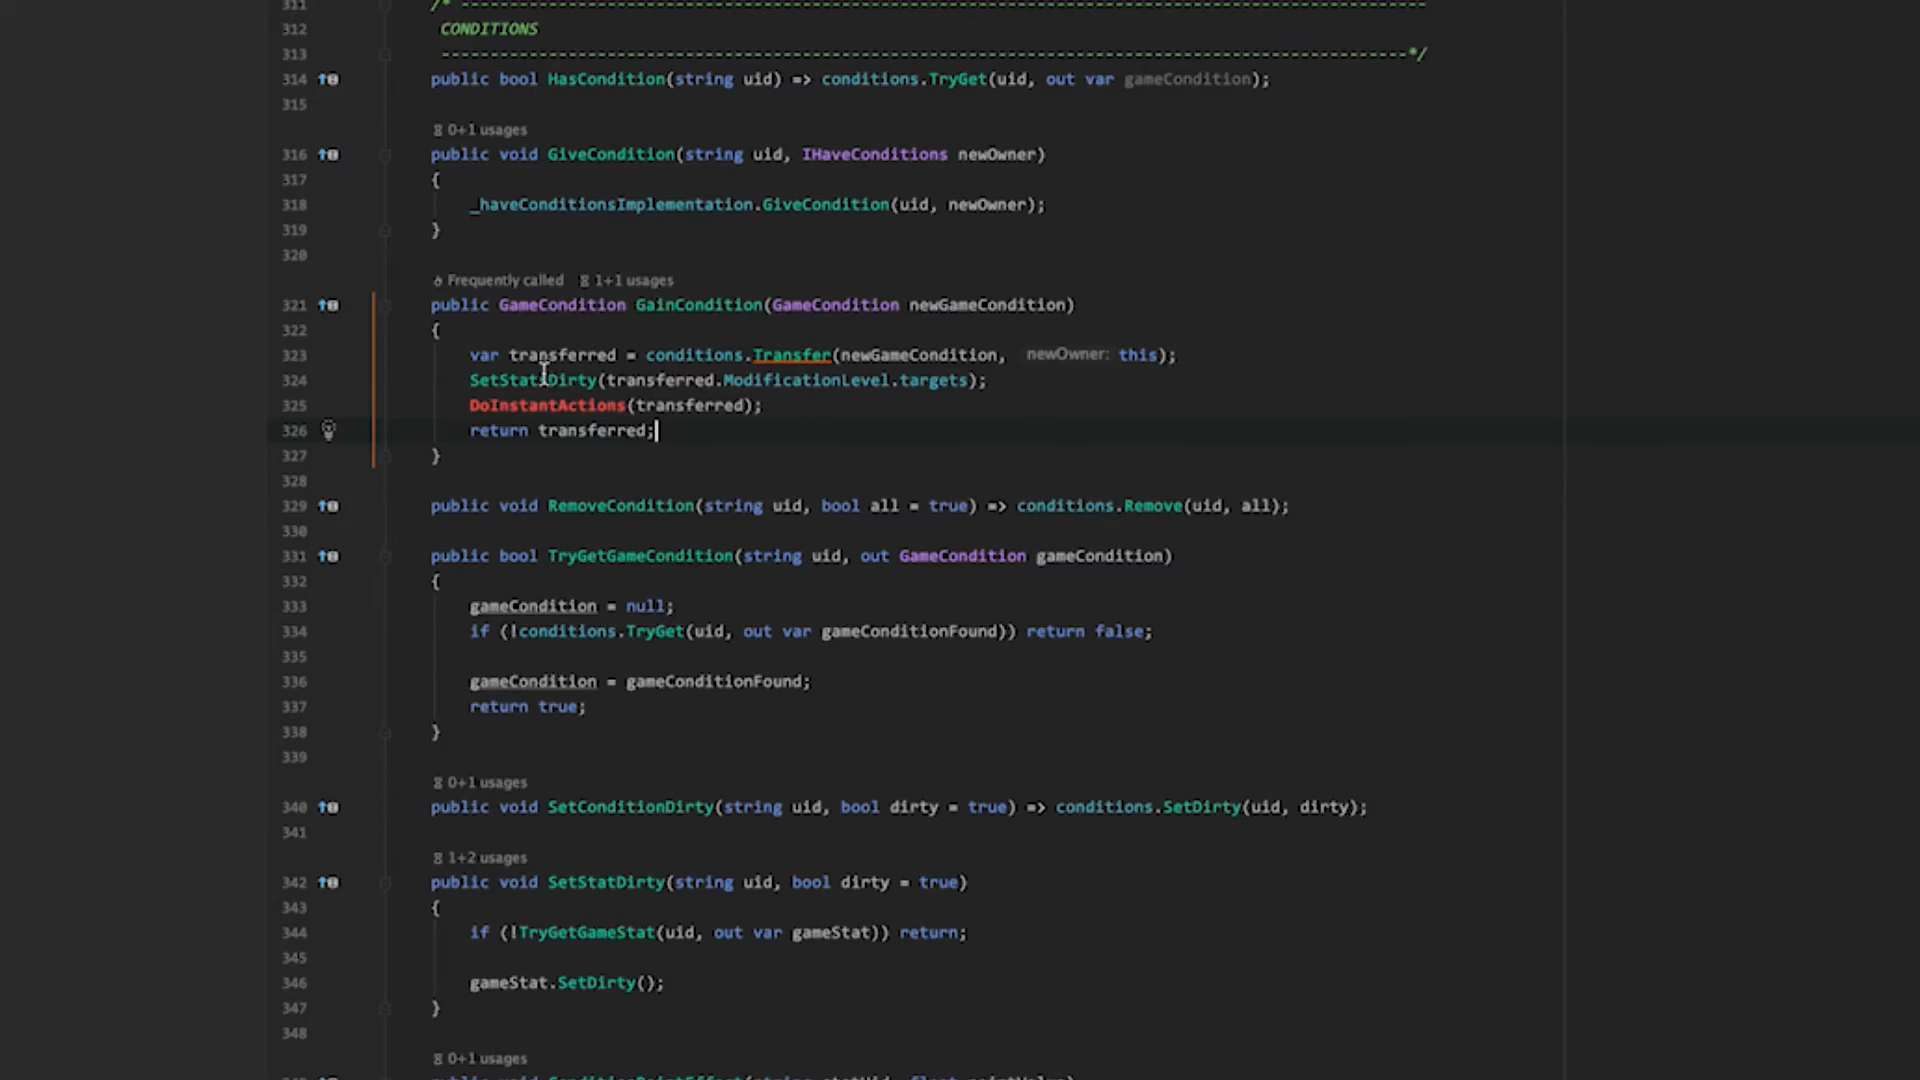 311 /* ----------------------------------------------------------------------------------------------------
312 CONDITIONS
313 ----------------------------------------------------------------------------------------------------*/
314 public bool HasCondition(string uid) => conditions.TryGet(uid, out var gameCondition);
315
0+1 usages
316 public void GiveCondition(string uid, IHaveConditions newOwner)
317 {
318 _haveConditionsImplementation.GiveCondition(uid, newOwner);
319 }
320
Frequently called 1+1 usages
321 public GameCondition GainCondition(GameCondition newGameCondition)
322 {
323 var transferred = conditions.Transfer(newGameCondition, newOwner: this);
324 SetStatsDirty(transferred.ModificationLevel.targets);
325 DoInstantActions(transferred);
326 return transferred;
327 }
328
329 public void RemoveCondition(string uid, bool all = true) => conditions.Remove(uid, all);
330
331 public bool TryGetGameCondition(string uid, out GameCondition gameCondition)
332 {
333 gameCondition = null;
334 if (!conditions.TryGet(uid, out var gameConditionFound)) return false;
335
336 gameCondition = gameConditionFound;
337 return true;
338 }
339
0+1 usages
340 public void SetConditionDirty(string uid, bool dirty = true) => conditions.SetDirty(uid, dirty);
341
1+2 usages
342 public void SetStatDirty(string uid, bool dirty = true)
343 {
344 if (!TryGetGameStat(uid, out var gameStat)) return;
345
346 gameStat.SetDirty();
347 }
348
0+1 usages